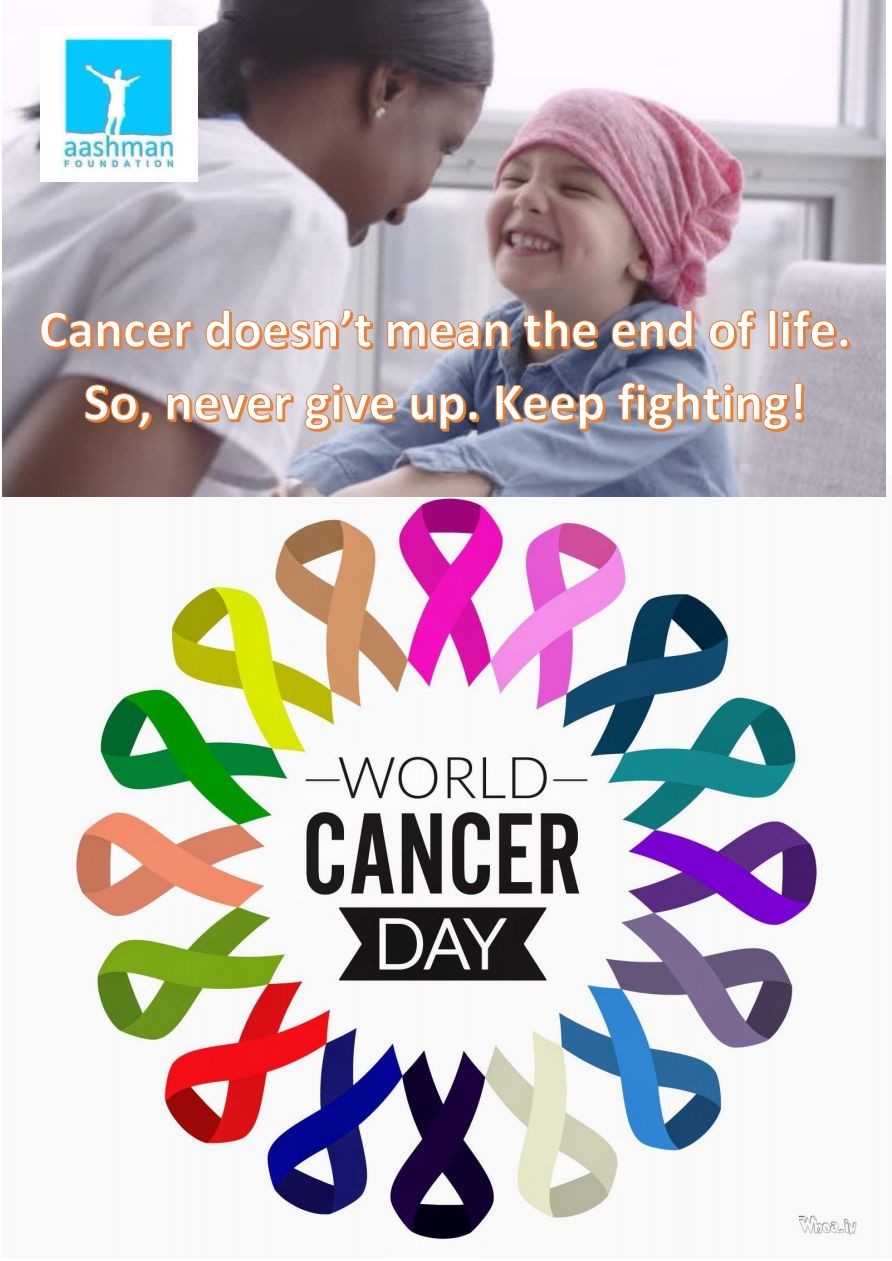 aashman
FOUNDATION
Cancer doesn’t mean the end of life.
So, never give up. Keep fighting!
–WORLD–
CANCER
DAY
Whoa.in